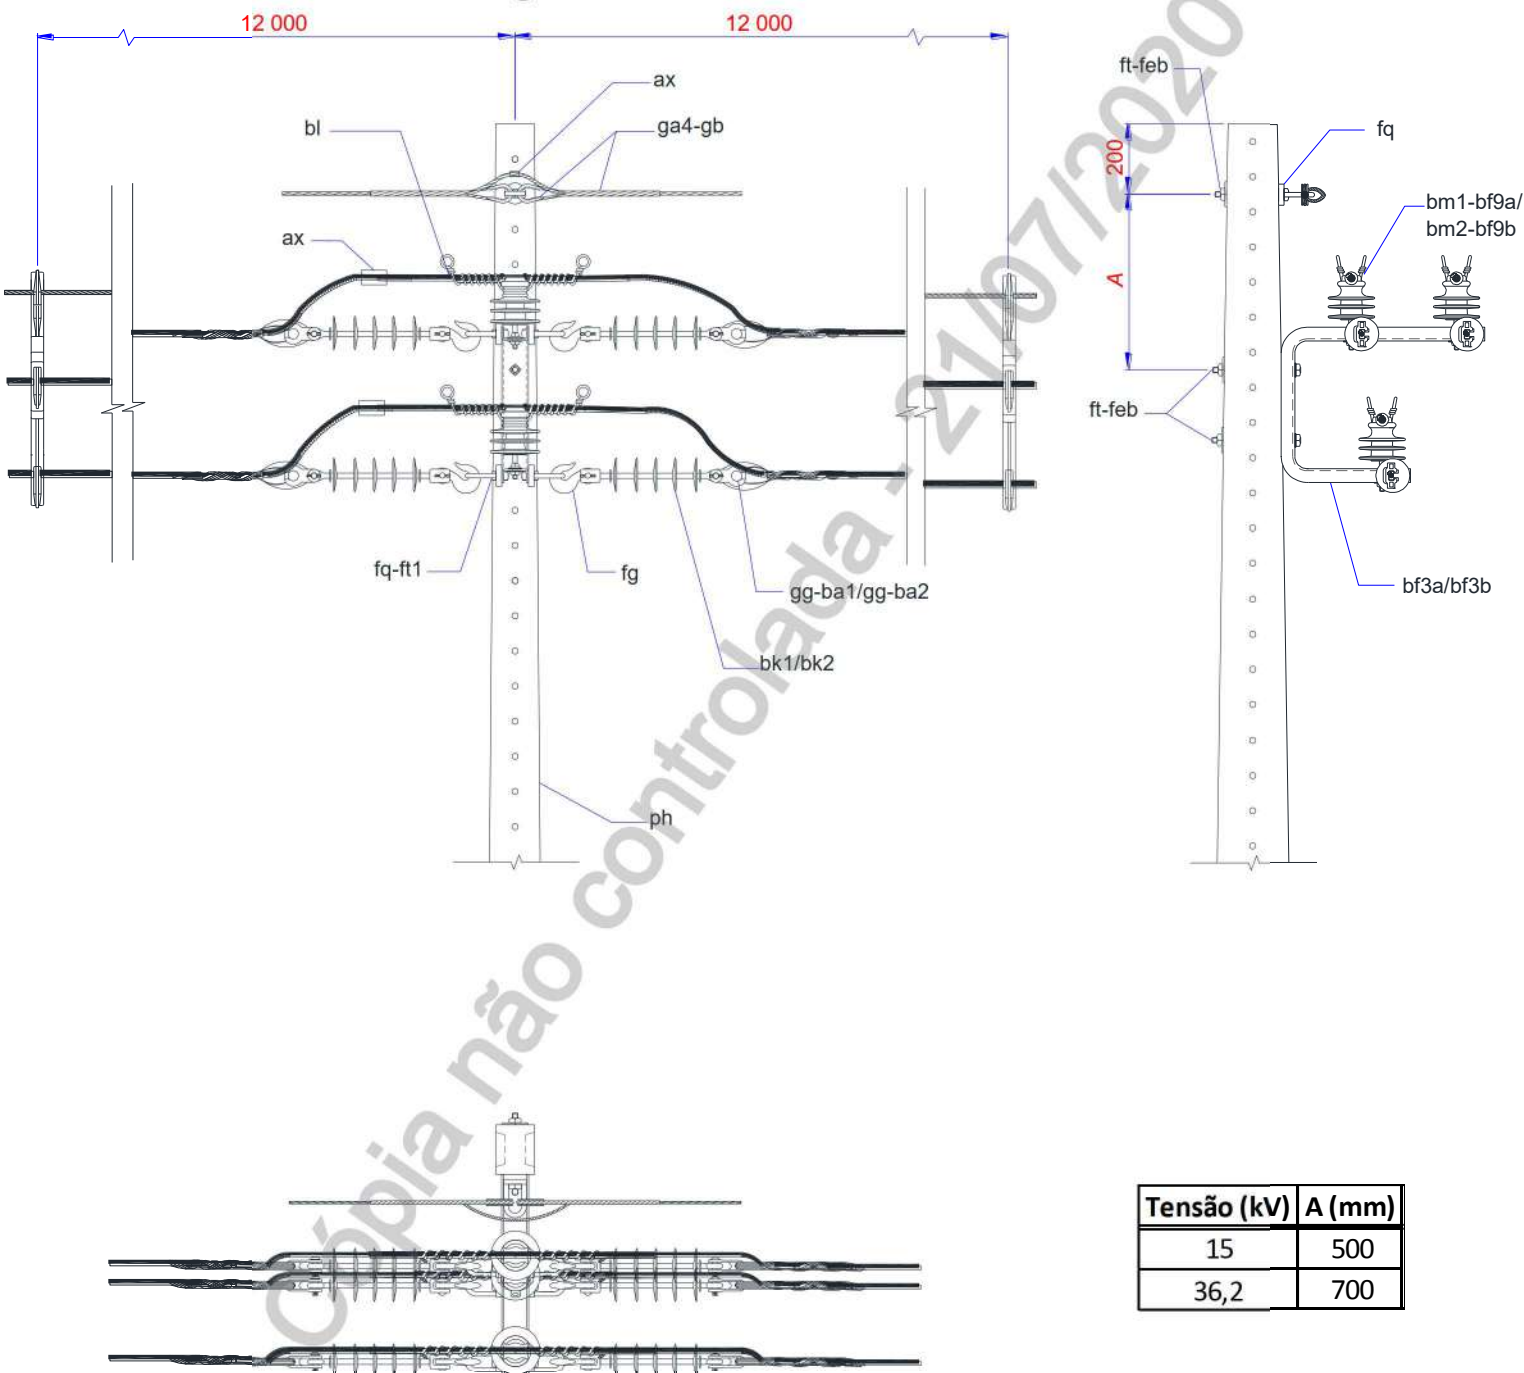 12 000
12 000
ax
bl
ga4-gb
ax
fq-ft1
fg
gg-ba1/gg-ba2
bk1/bk2
ph
ft-feb
200
fq
A
bm1-bf9a/
bm2-bf9b
ft-feb
bf3a/bf3b
Cópia não controlada - 21/07/2020
Tensão (kV) A (mm)
15 500
36,2 700